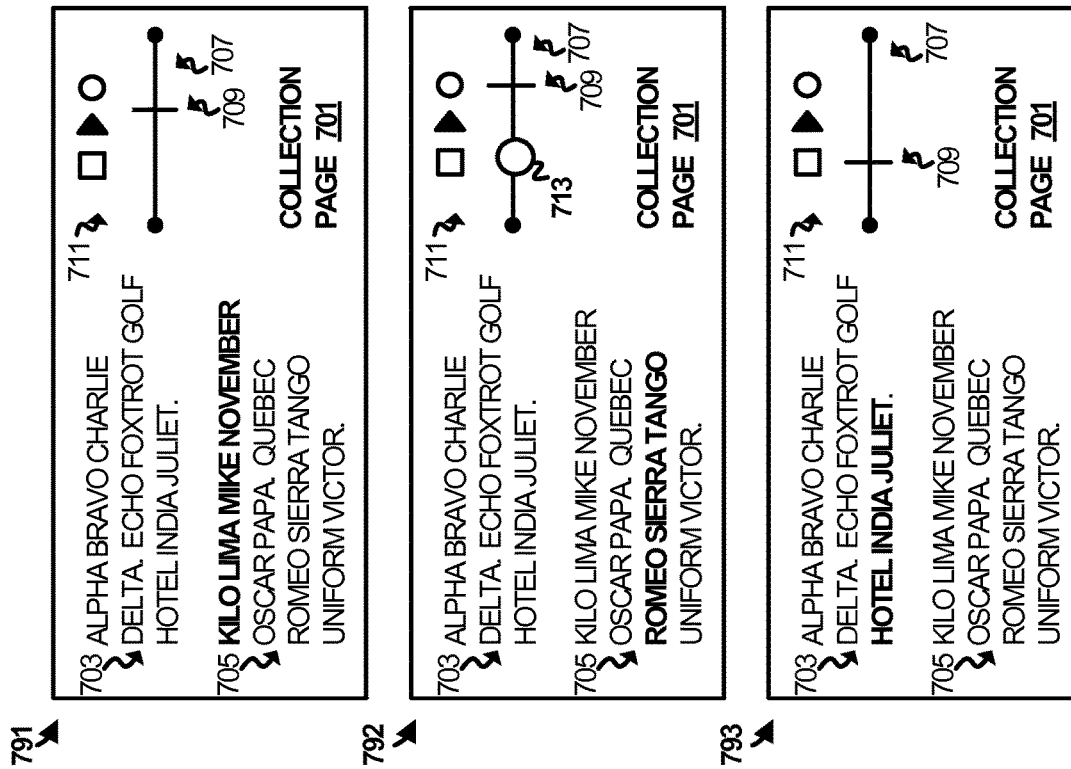 791
703 ALPHA BRAVO CHARLIE
DELTA. ECHO FOXTROT GOLF
HOTEL INDIA JULIET.
705 KILO LIMA MIKE NOVEMBER
OSCAR PAPA. QUEBEC
ROMEO SIERRA TANGO
UNIFORM VICTOR.
711
709
707
COLLECTION
PAGE 701
792
703 ALPHA BRAVO CHARLIE
DELTA. ECHO FOXTROT GOLF
HOTEL INDIA JULIET.
705 KILO LIMA MIKE NOVEMBER
OSCAR PAPA. QUEBEC
ROMEO SIERRA TANGO
UNIFORM VICTOR.
711
713
709
707
COLLECTION
PAGE 701
793
703 ALPHA BRAVO CHARLIE
DELTA. ECHO FOXTROT GOLF
HOTEL INDIA JULIET.
705 KILO LIMA MIKE NOVEMBER
OSCAR PAPA. QUEBEC
ROMEO SIERRA TANGO
UNIFORM VICTOR.
711
709
707
COLLECTION
PAGE 701